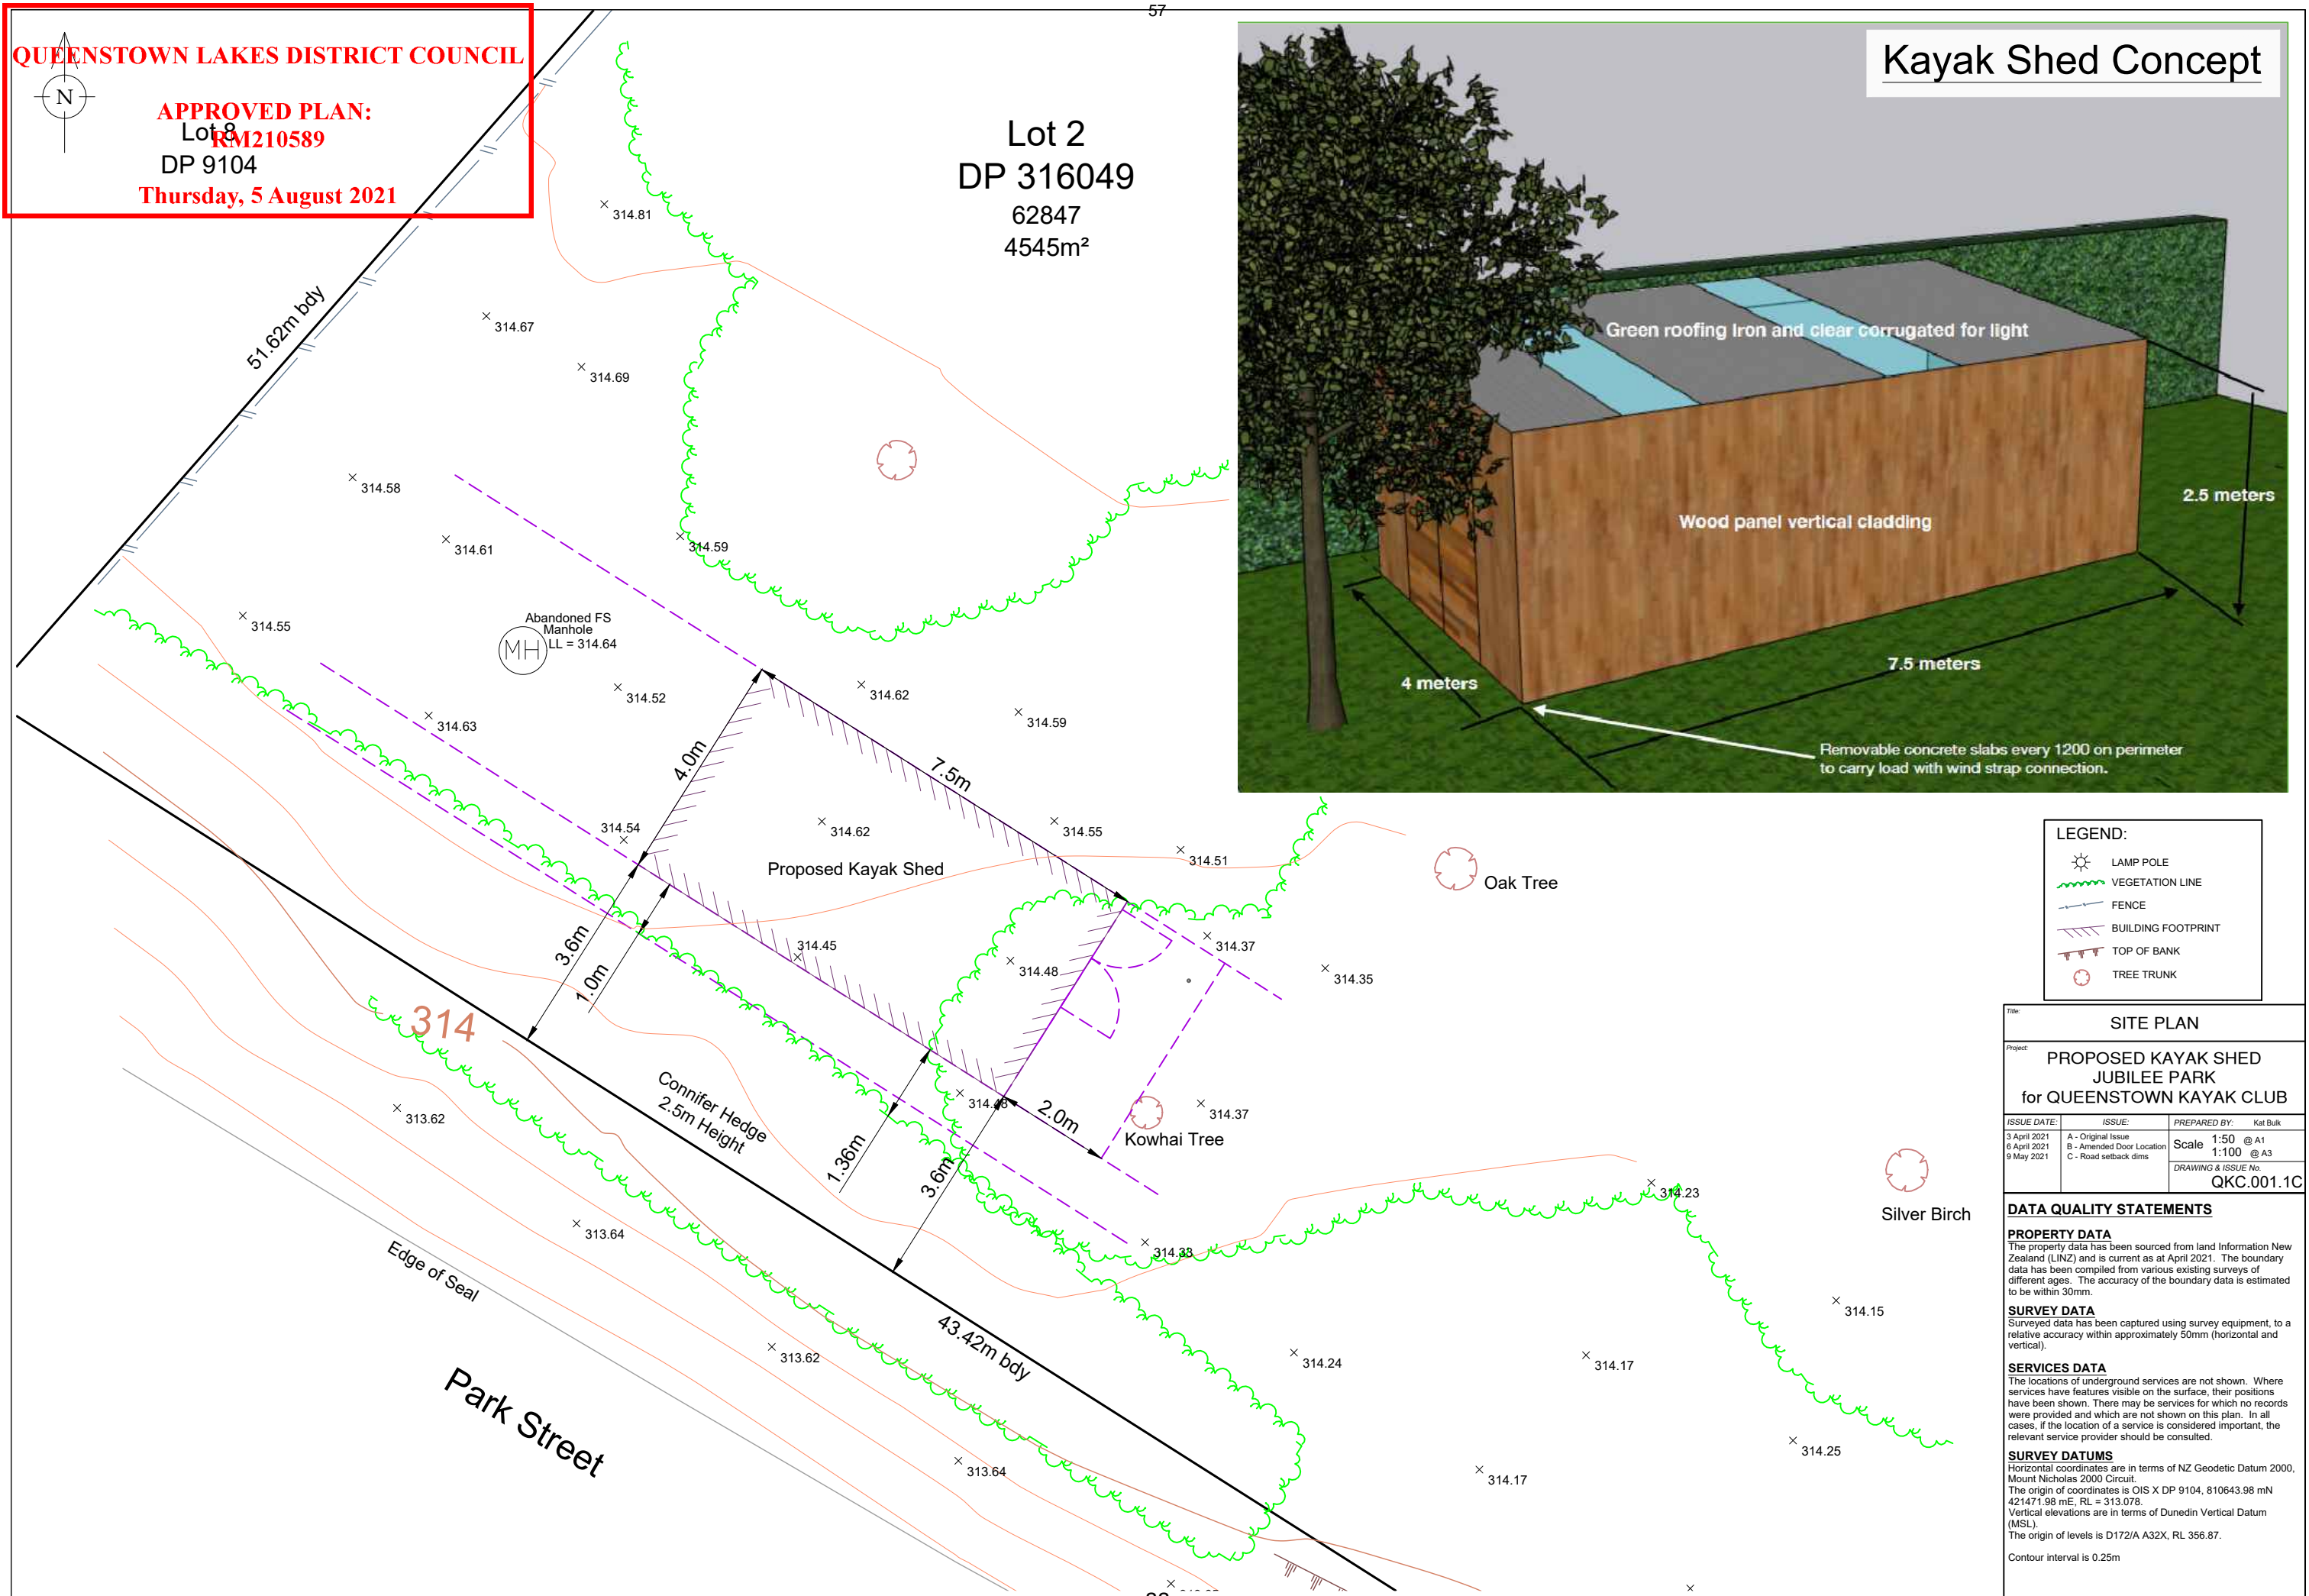 57
QUEENSTOWN LAKES DISTRICT COUNCIL
APPROVED PLAN:
RM210589
Thursday, 5 August 2021
N
Lot 8
DP 9104
Lot 2
DP 316049
62847
4545m²
Kayak Shed Concept
Green roofing Iron and clear corrugated for light
Wood panel vertical cladding
2.5 meters
7.5 meters
4 meters
Removable concrete slabs every 1200 on perimeter
to carry load with wind strap connection.
51.62m bdy
314.81
314.67
314.69
314.58
314.61
314.59
314.55
Abandoned FS
Manhole
MH
LL = 314.64
314.52
314.62
314.59
314.63
4.0m
7.5m
314.54
314.62
314.55
314.51
Proposed Kayak Shed
Oak Tree
3.6m
1.0m
314.45
314.48
314.37
314.35
314
Connifer Hedge
2.5m Height
314.48
2.0m
314.37
Kowhai Tree
1.36m
3.6m
313.62
314.23
Silver Birch
313.64
314.33
Edge of Seal
314.15
43.42m bdy
313.62
314.24
314.17
Park Street
314.25
313.64
314.17
LEGEND:
LAMP POLE
VEGETATION LINE
FENCE
BUILDING FOOTPRINT
TOP OF BANK
TREE TRUNK
Title:
SITE PLAN
Project:
PROPOSED KAYAK SHED
JUBILEE PARK
for QUEENSTOWN KAYAK CLUB
ISSUE DATE: ISSUE: PREPARED BY: Kat Bulk
3 April 2021 A - Original Issue
6 April 2021 B - Amended Door Location
9 May 2021 C - Road setback dims
Scale 1:50 @ A1
1:100 @ A3
DRAWING & ISSUE No.
QKC.001.1C
DATA QUALITY STATEMENTS
PROPERTY DATA
The property data has been sourced from land Information New
Zealand (LINZ) and is current as at April 2021. The boundary
data has been compiled from various existing surveys of
different ages. The accuracy of the boundary data is estimated
to be within 30mm.
SURVEY DATA
Surveyed data has been captured using survey equipment, to a
relative accuracy within approximately 50mm (horizontal and
vertical).
SERVICES DATA
The locations of underground services are not shown. Where
services have features visible on the surface, their positions
have been shown. There may be services for which no records
were provided and which are not shown on this plan. In all
cases, if the location of a service is considered important, the
relevant service provider should be consulted.
SURVEY DATUMS
Horizontal coordinates are in terms of NZ Geodetic Datum 2000,
Mount Nicholas 2000 Circuit.
The origin of coordinates is OIS X DP 9104, 810643.98 mN
421471.98 mE, RL = 313.078.
Vertical elevations are in terms of Dunedin Vertical Datum
(MSL).
The origin of levels is D172/A A32X, RL 356.87.
Contour interval is 0.25m